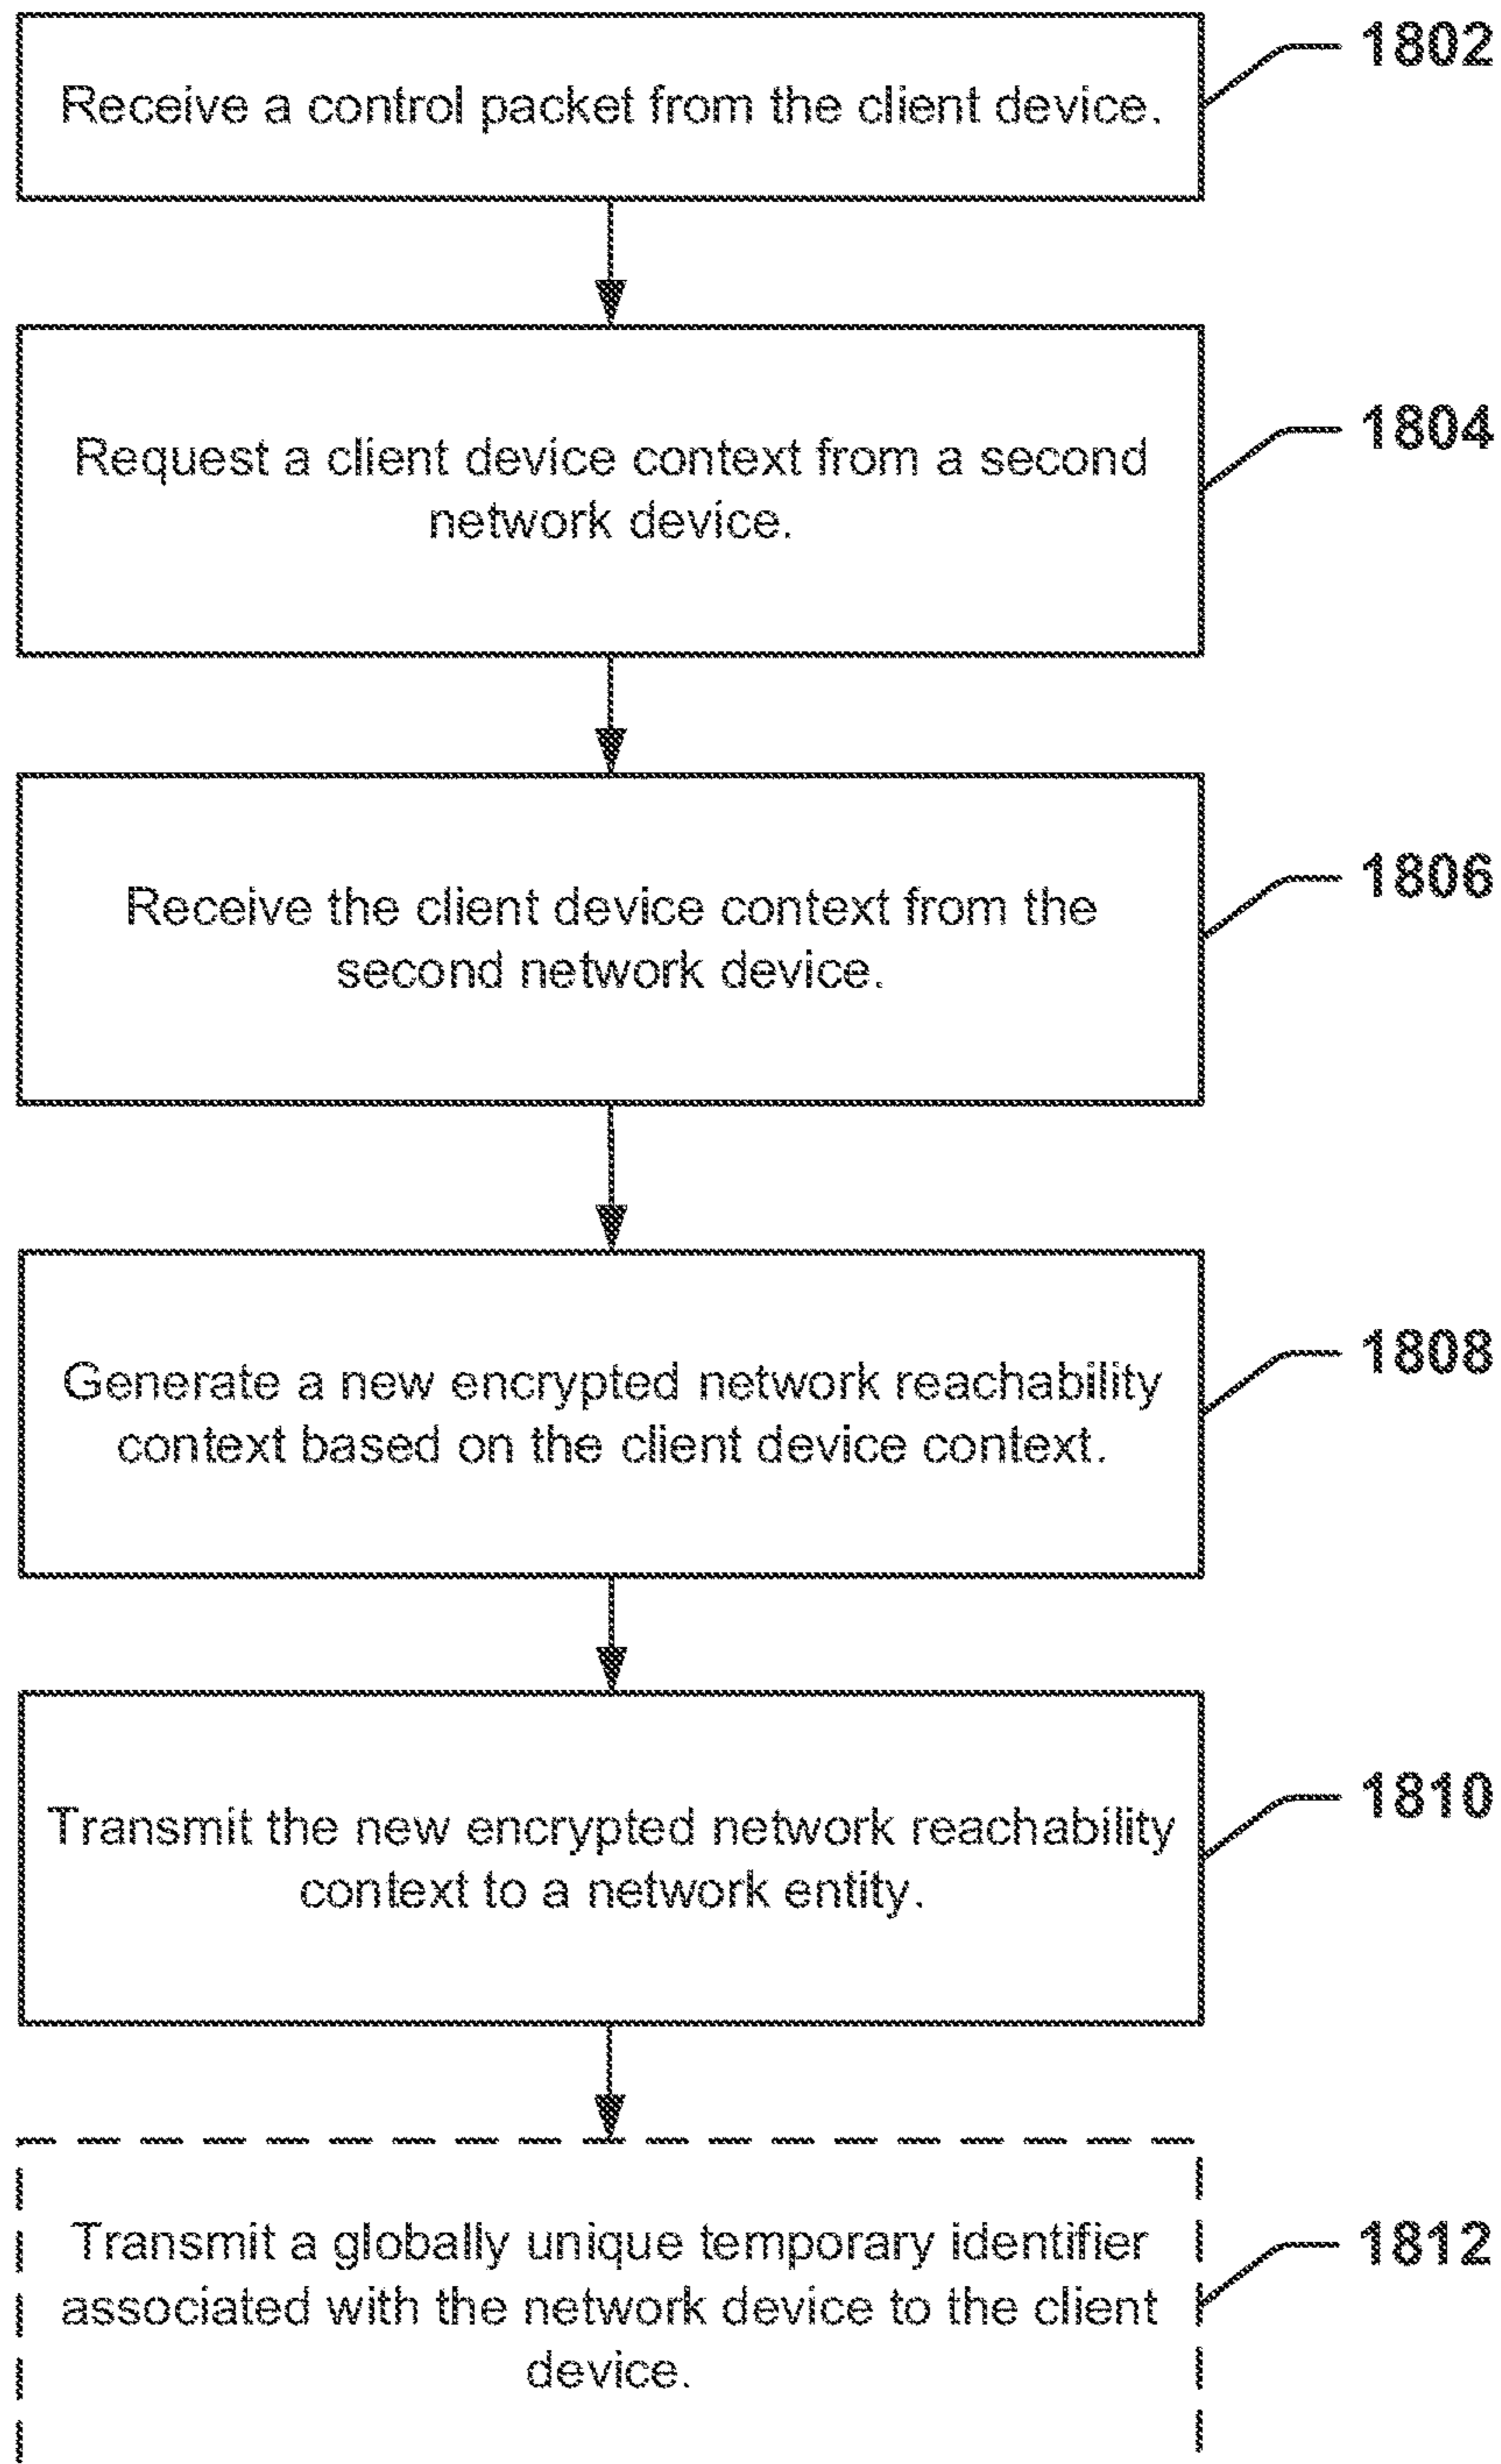 Receive a control packet from the client device.
1802
Request a client device context from a second
network device.
1804
Receive the client device context from the
second network device.
1806
Generate a new encrypted network reachability
context based on the client device context.
1808
Transmit the new encrypted network reachability
context to a network entity.
1810
Transmit a globally unique temporary identifier
associated with the network device to the client
device.
1812